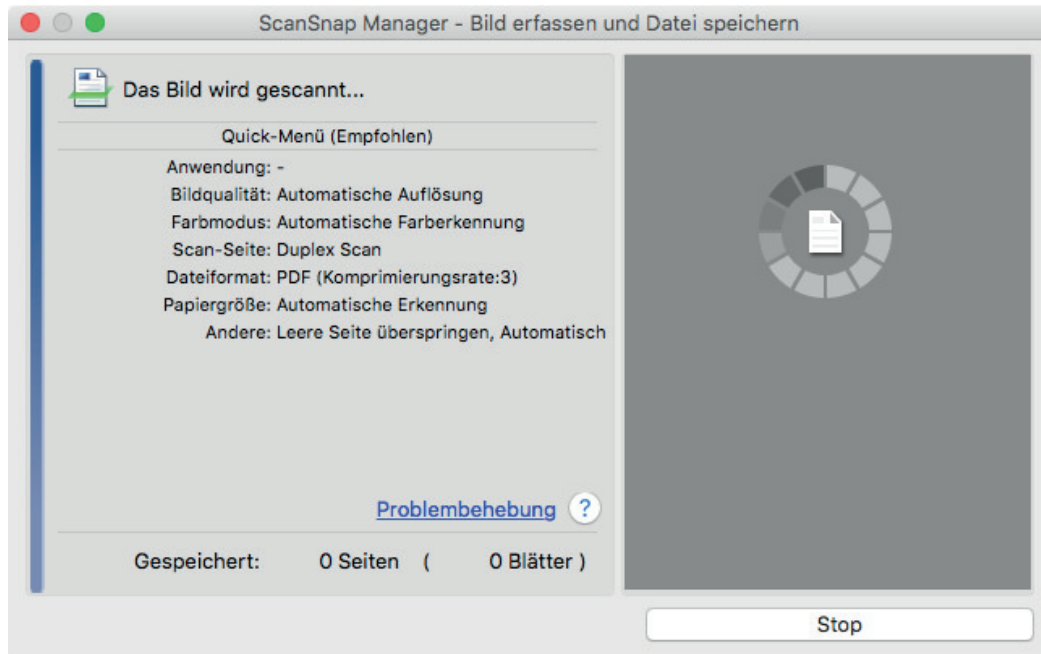 ScanSnap Manager - Bild erfassen und Datei speichern
Das Bild wird gescannt...
Quick-Menü (Empfohlen)
Anwendung: -
Bildqualität: Automatische Auflösung
Farbmodus: Automatische Farberkennung
Scan-Seite: Duplex Scan
Dateiformat: PDF (Komprimierungsrate:3)
Papiergröße: Automatische Erkennung
Andere: Leere Seite überspringen, Automatisch
Problembehebung ?
Gespeichert: 0 Seiten ( 0 Blätter )
Stop